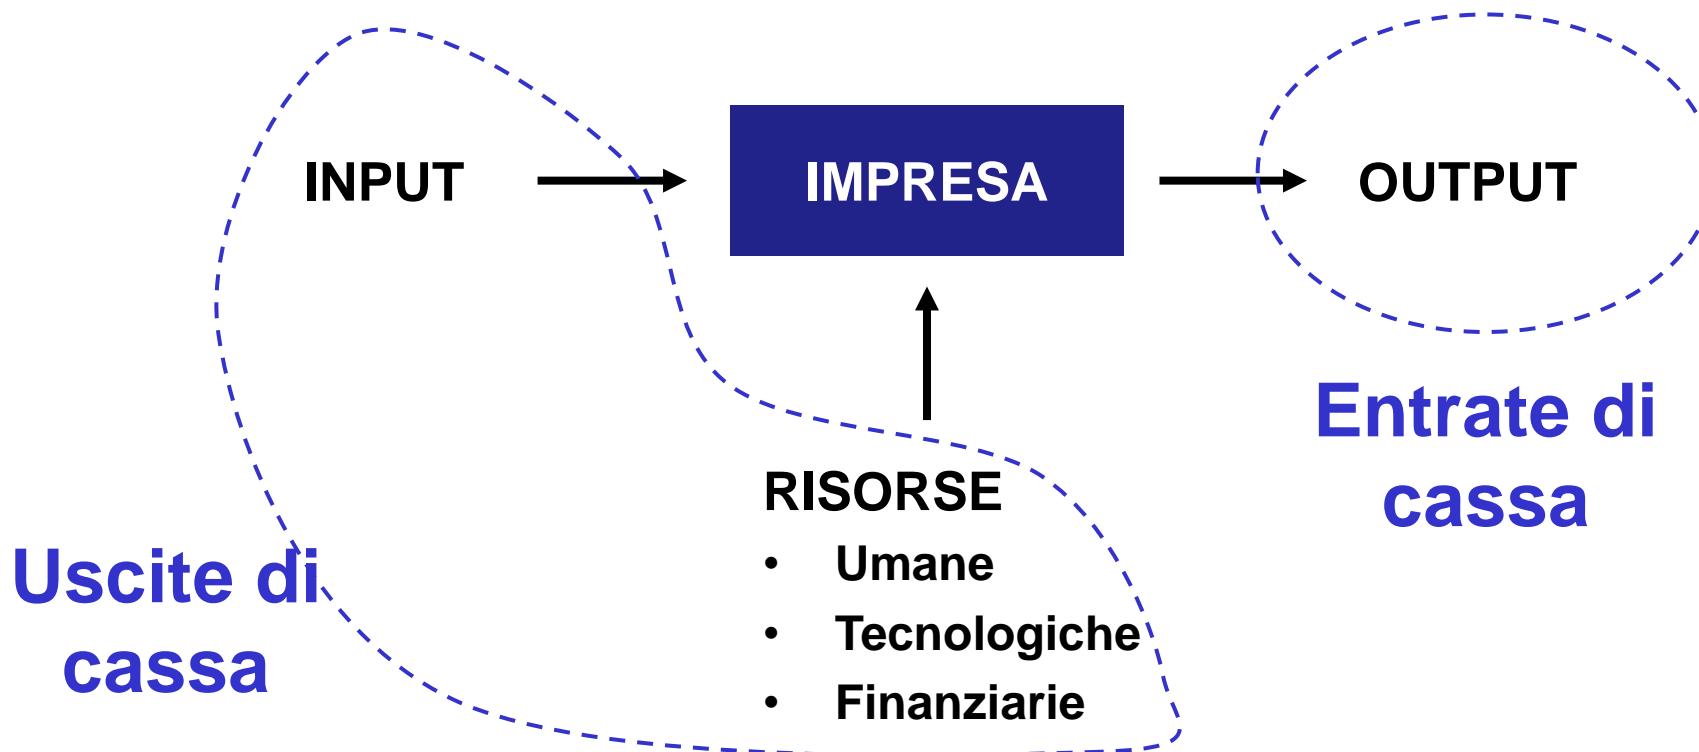 INPUT
IMPRESA
OUTPUT
Entrate di
cassa
RISORSE
• Umane
• Tecnologiche
• Finanziarie
Uscite di
cassa